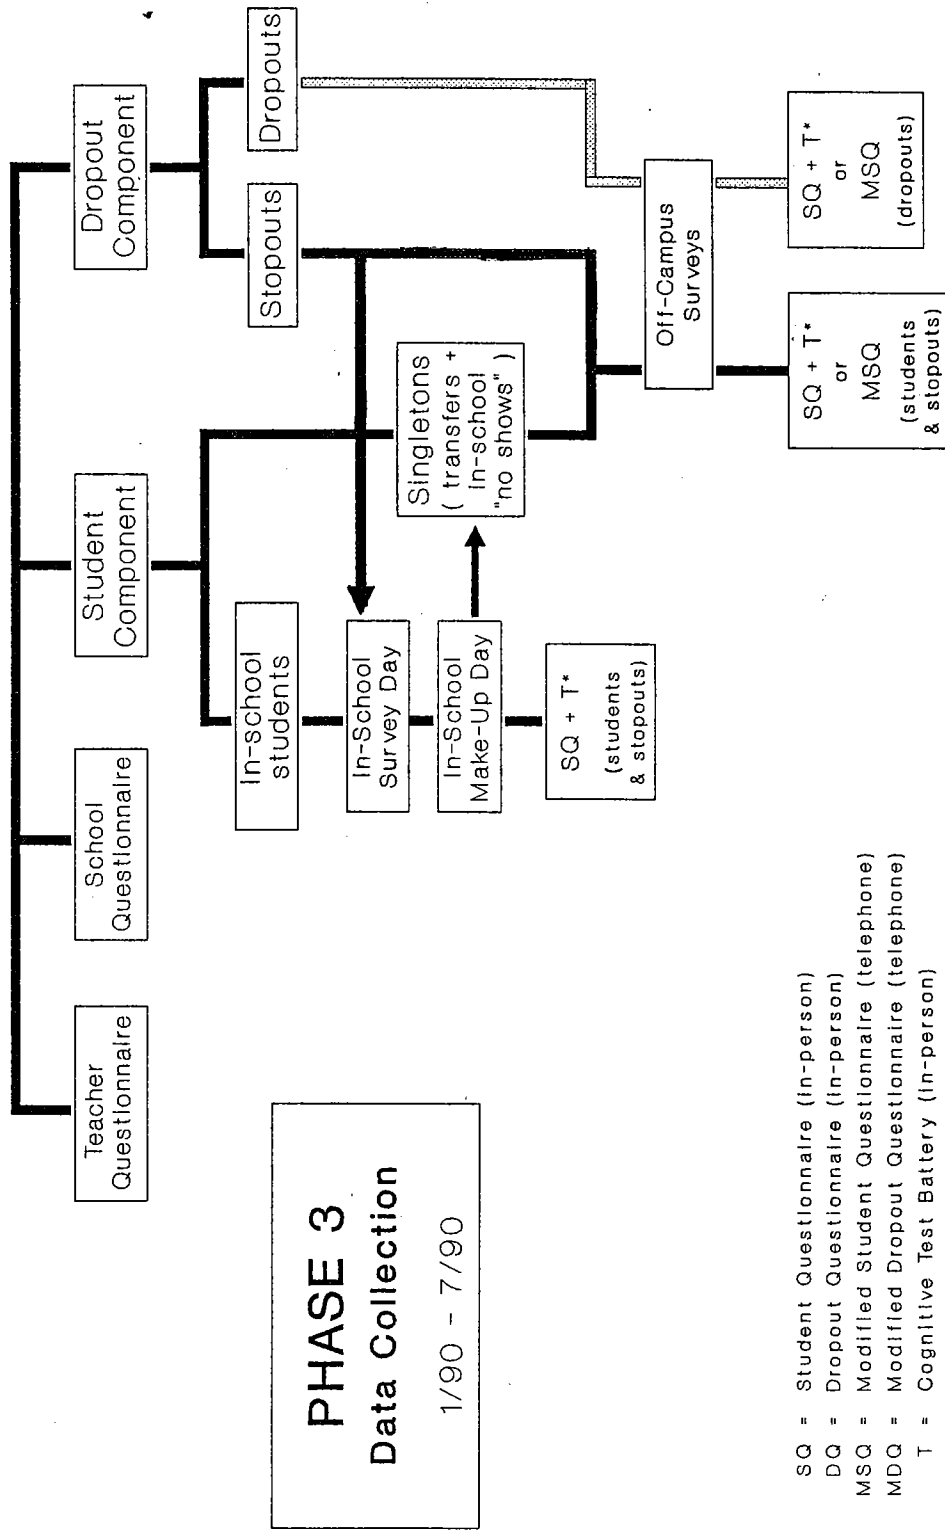 Teacher
Questionnaire
School
Questionnaire
Student
Component
Dropout
Component
In-school
students
Stopouts
Dropouts
In-School
Survey Day
In-School
Make-Up Day
Singletons
( transfers +
in-school
"no shows" )
SQ + T*
(students
& stopouts)
Off-Campus
Surveys
SQ + T*
or
MSQ
(students
& stopouts)
SQ + T*
or
MSQ
(dropouts)
PHASE 3
Data Collection
1/90 - 7/90
SQ = Student Questionnaire (In-person)
DQ = Dropout Questionnaire (In-person)
MSQ = Modified Student Questionnaire (telephone)
MDQ = Modified Dropout Questionnaire (telephone)
T = Cognitive Test Battery (In-person)